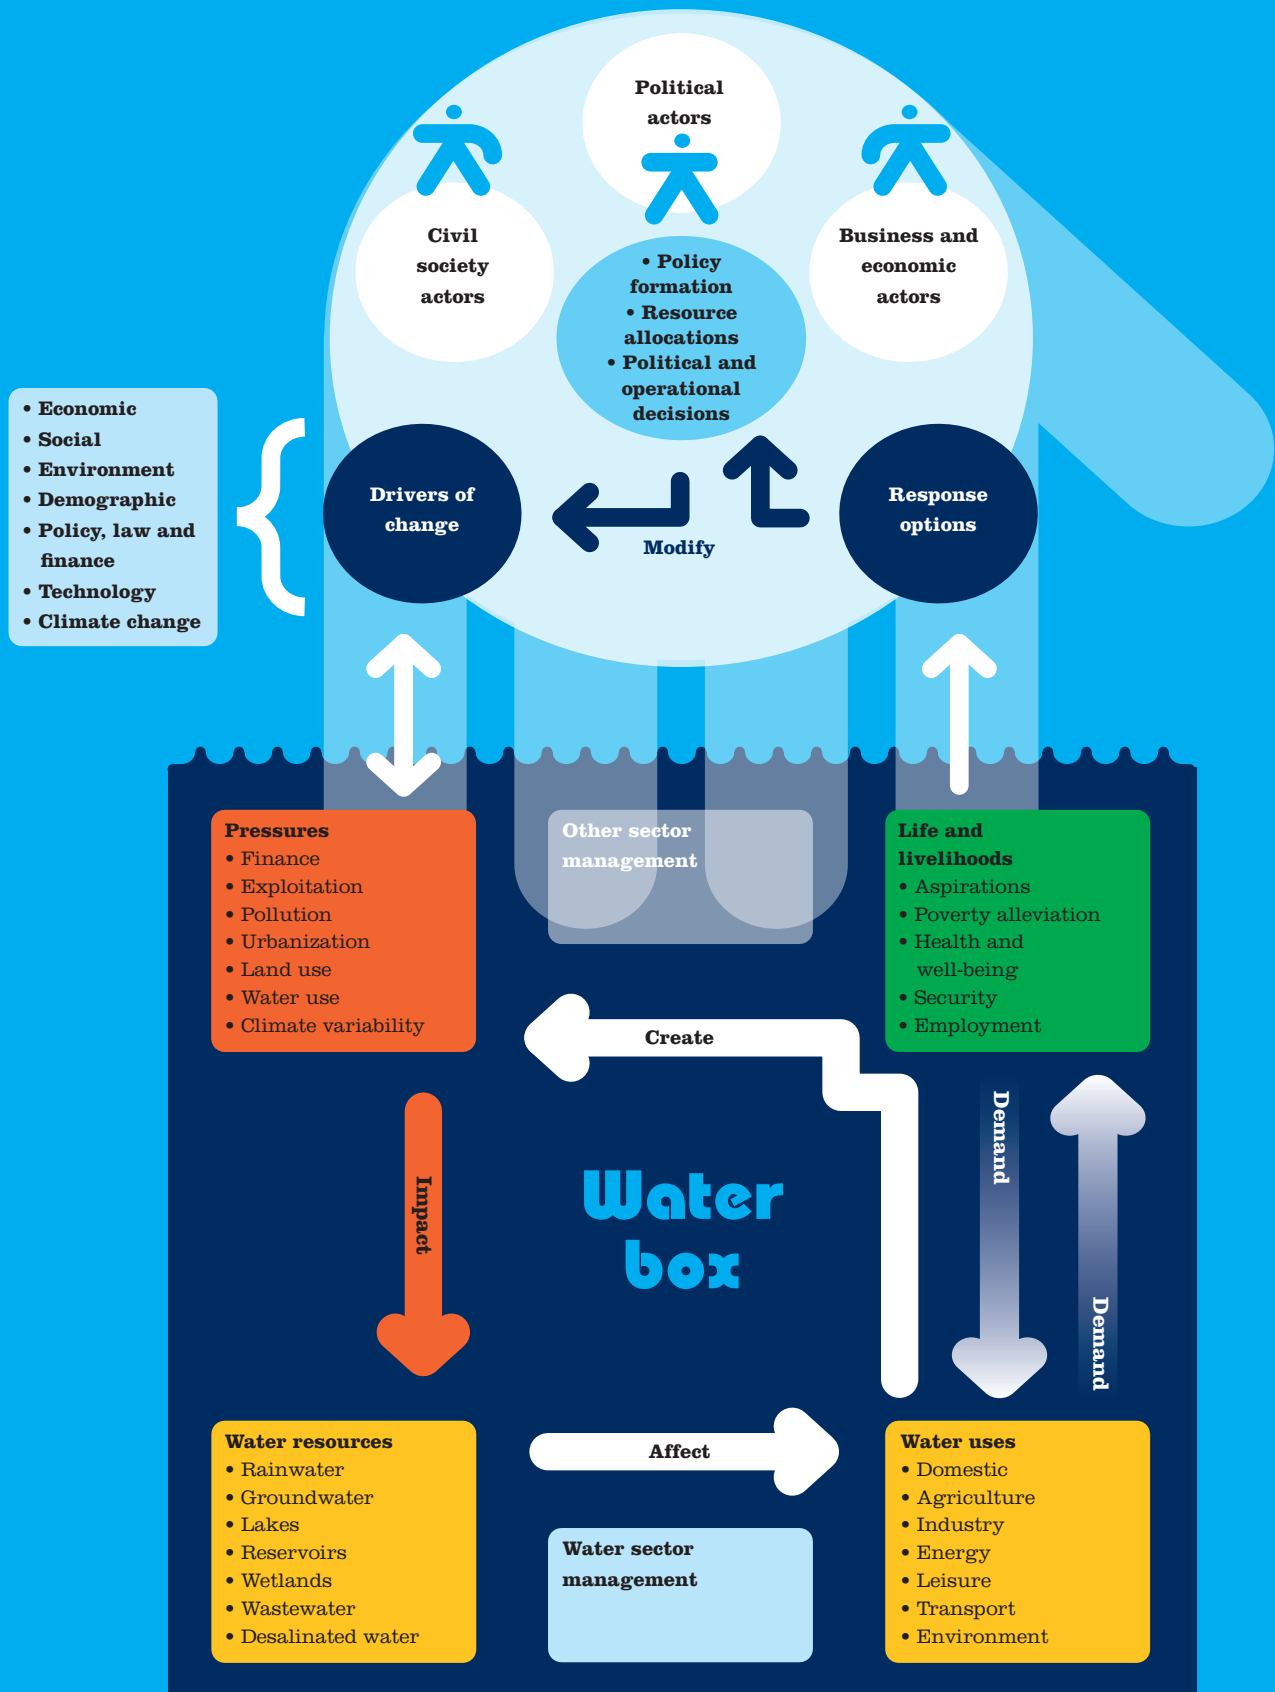 Political
actors
Civil
society
actors
Business and
economic
actors
• Policy
formation
• Resource
allocations
• Political and
operational
decisions
• Economic
• Social
• Environment
• Demographic
• Policy, law and
finance
• Technology
• Climate change
Drivers of
change
Modify
Response
options
Pressures
• Finance
• Exploitation
• Pollution
• Urbanization
• Land use
• Water use
• Climate variability
Other sector
management
Life and
livelihoods
• Aspirations
• Poverty alleviation
• Health and
well-being
• Security
• Employment
Create
Impact
Water
box
Demand
Demand
Water resources
• Rainwater
• Groundwater
• Lakes
• Reservoirs
• Wetlands
• Wastewater
• Desalinated water
Affect
Water sector
management
Water uses
• Domestic
• Agriculture
• Industry
• Energy
• Leisure
• Transport
• Environment